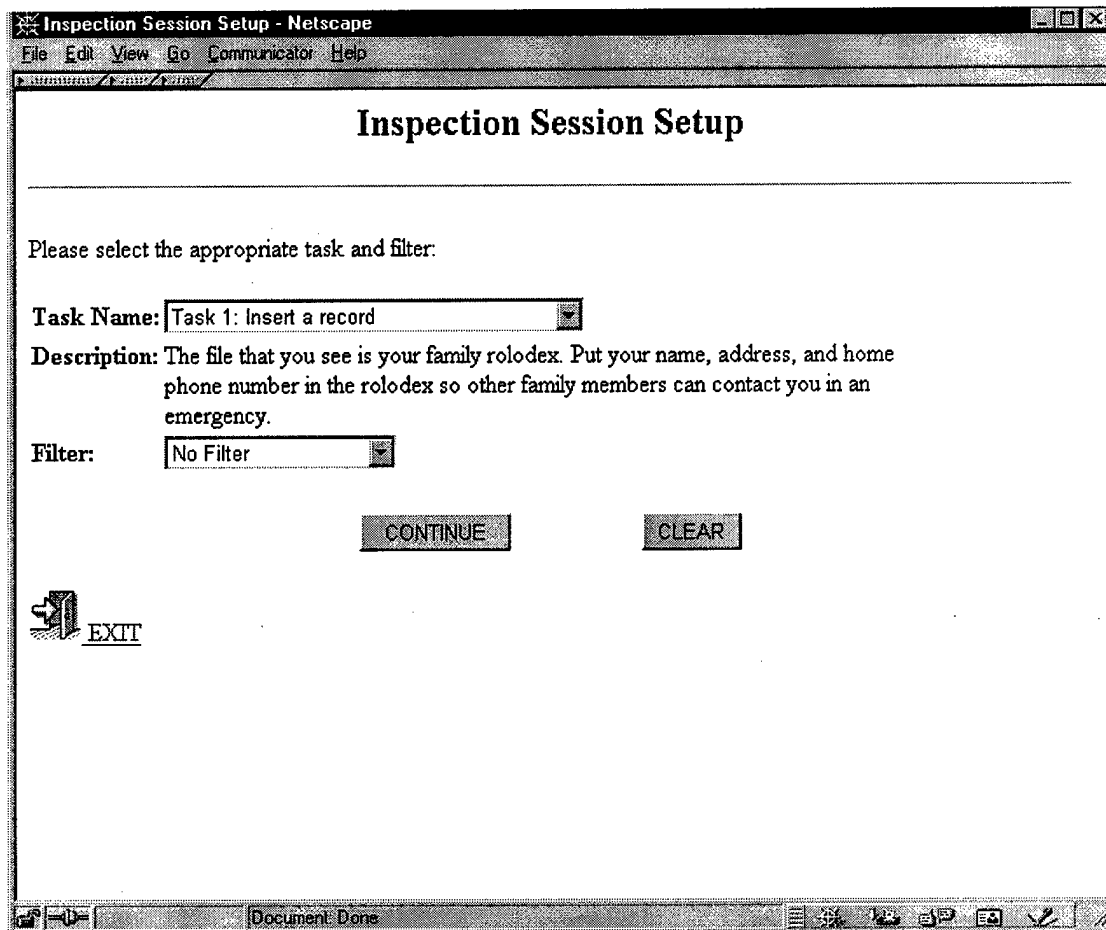 Inspection Session Setup - Netscape
File Edit View Go Communicator Help
Inspection Session Setup
Please select the appropriate task and filter:
Task Name: Task 1: Insert a record
Description: The file that you see is your family rolodex. Put your name, address, and home
phone number in the rolodex so other family members can contact you in an
emergency.
Filter: No Filter
CONTINUE CLEAR
EXIT
Document: Done